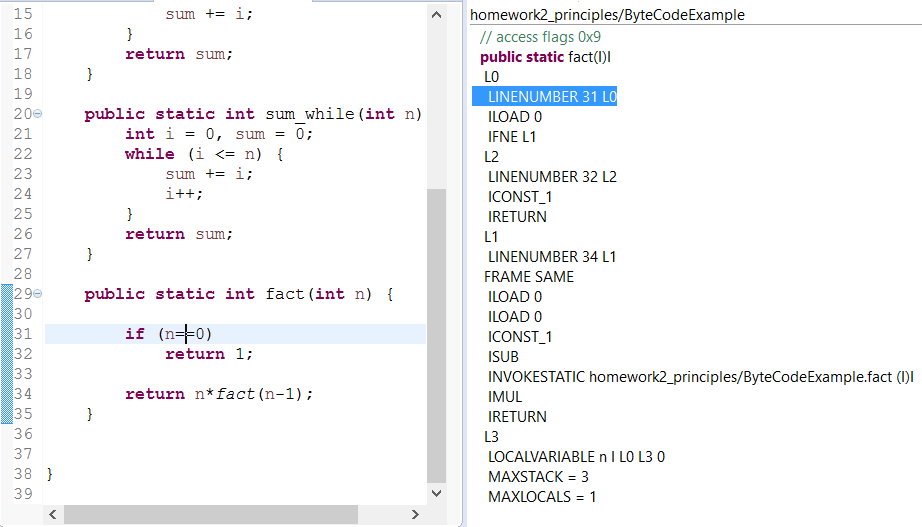 15 sum += i;
16 }
17 return sum;
18 }
19
20 public static int sum_while(int n)
21 int i = 0, sum = 0;
22 while (i <= n) {
23 sum += i;
24 i++;
25 }
26 return sum;
27 }
28
29 public static int fact(int n) {
30
31 if (n==0)
32 return 1;
33
34 return n*fact(n-1);
35 }
36
37
38 }
39
homework2_principles/ByteCodeExample
// access flags 0x9
public static fact(I)I
L0
LINENUMBER 31 L0
ILOAD 0
IFNE L1
L2
LINENUMBER 32 L2
ICONST_1
IRETURN
L1
LINENUMBER 34 L1
FRAME SAME
ILOAD 0
ILOAD 0
ICONST_1
ISUB
INVOKESTATIC homework2_principles/ByteCodeExample.fact (I)I
IMUL
IRETURN
L3
LOCALVARIABLE n I L0 L3 0
MAXSTACK = 3
MAXLOCALS = 1